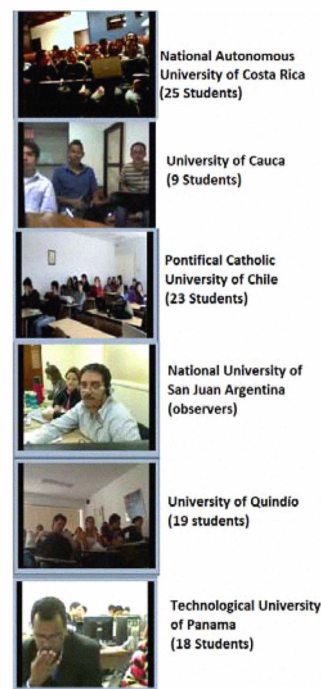 National Autonomous
University of Costa Rica
(25 Students)
University of Cauca
(9 Students)
Pontifical Catholic
University of Chile
(23 Students)
National University of
San Juan Argentina
(observers)
University of Quindío
(19 students)
Technological University
of Panama
(18 Students)